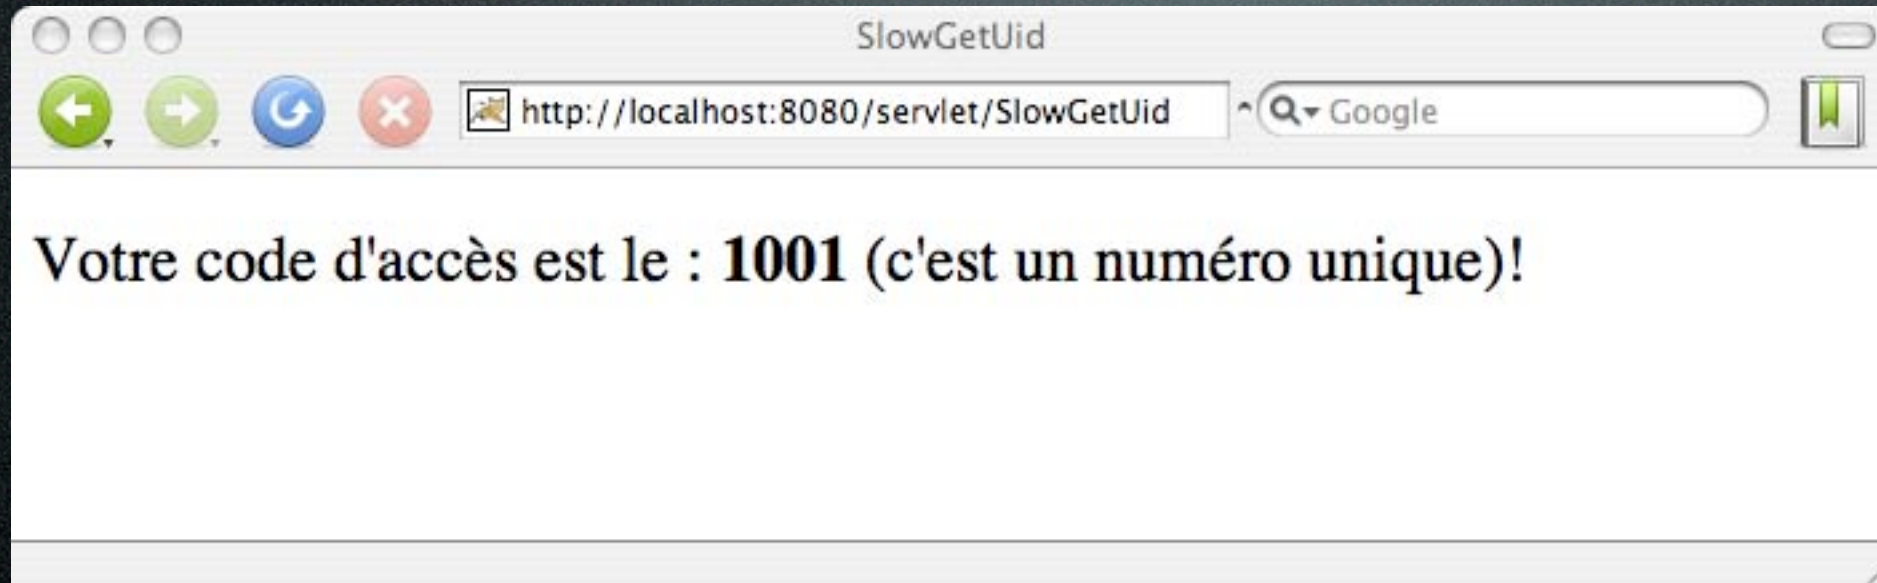 SlowGetUid
http://localhost:8080/servlet/SlowGetUid
Google
Votre code d'accès est le : 1001 (c'est un numéro unique)!